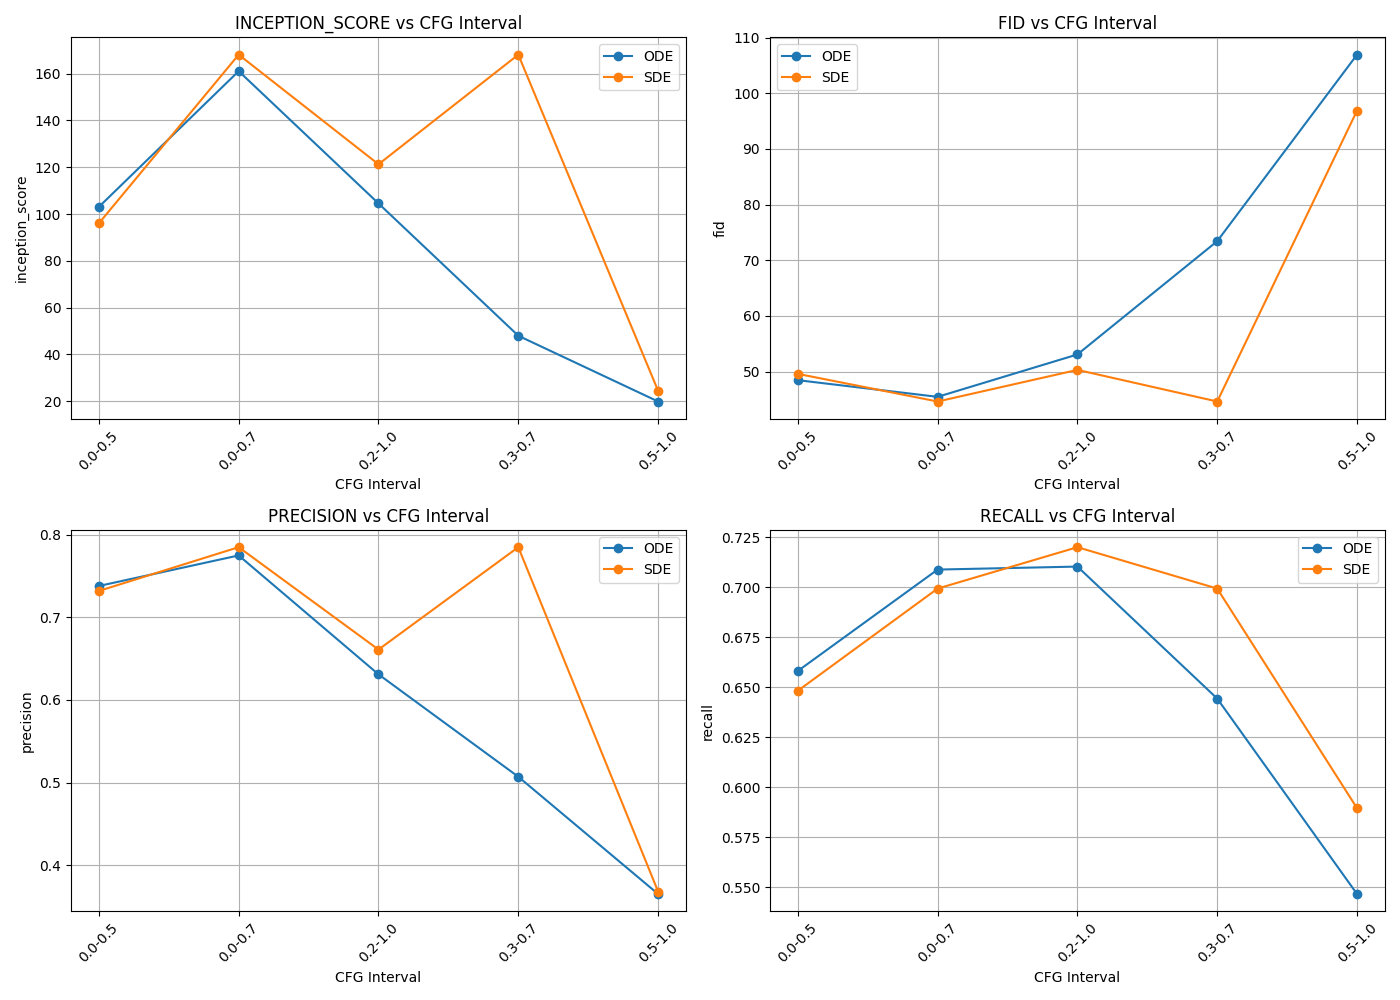 INCEPTION_SCORE vs CFG Interval
ODE
SDE
160
140
120
100
80
60
40
20
inception_score
0.0-0.5
0.0-0.7
0.2-1.0
0.3-0.7
0.5-1.0
CFG Interval
FID vs CFG Interval
ODE
SDE
110
100
90
80
70
60
50
fid
0.0-0.5
0.0-0.7
0.2-1.0
0.3-0.7
0.5-1.0
CFG Interval
PRECISION vs CFG Interval
ODE
SDE
0.8
0.7
0.6
0.5
0.4
precision
0.0-0.5
0.0-0.7
0.2-1.0
0.3-0.7
0.5-1.0
CFG Interval
RECALL vs CFG Interval
ODE
SDE
0.725
0.700
0.675
0.650
0.625
0.600
0.575
0.550
recall
0.0-0.5
0.0-0.7
0.2-1.0
0.3-0.7
0.5-1.0
CFG Interval